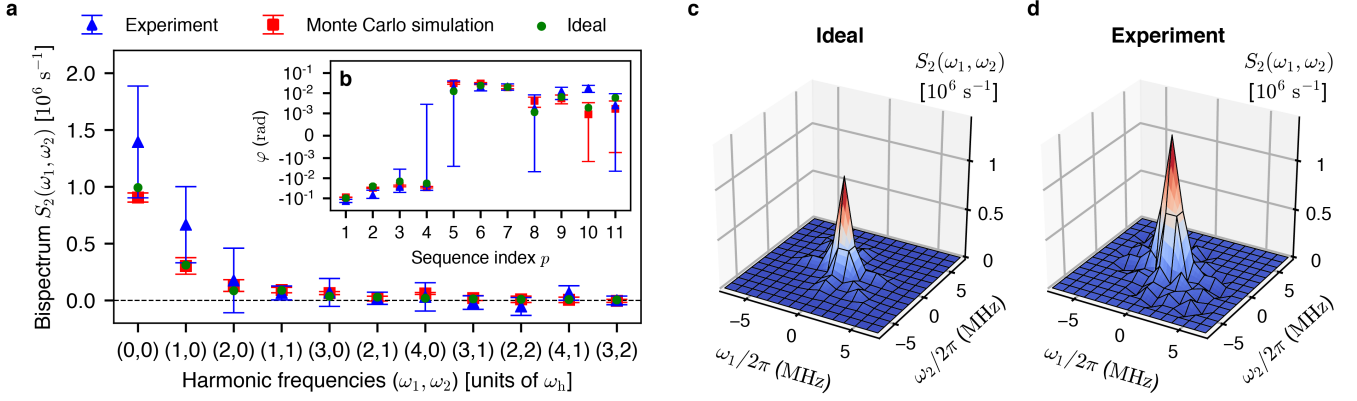 a
Experiment
Monte Carlo simulation
Ideal
Bispectrum S₂(ω₁, ω₂) [10⁶ s⁻¹]
2.0
1.5
1.0
0.5
0.0
(0,0) (1,0) (2,0) (1,1) (3,0) (2,1) (4,0) (3,1) (2,2) (4,1) (3,2)
Harmonic frequencies (ω₁, ω₂) [units of ωₕ]
b
φ (rad)
10⁻¹
10⁻²
10⁻³
0
-10⁻³
-10⁻²
-10⁻¹
1 2 3 4 5 6 7 8 9 10 11
Sequence index p
c
Ideal
S₂(ω₁, ω₂)
[10⁶ s⁻¹]
1
0.5
0
−5 0 5
ω₁/2π (MHz)
−5 0 5
ω₂/2π (MHz)
d
Experiment
S₂(ω₁, ω₂)
[10⁶ s⁻¹]
1
0.5
0
−5 0 5
ω₁/2π (MHz)
−5 0 5
ω₂/2π (MHz)